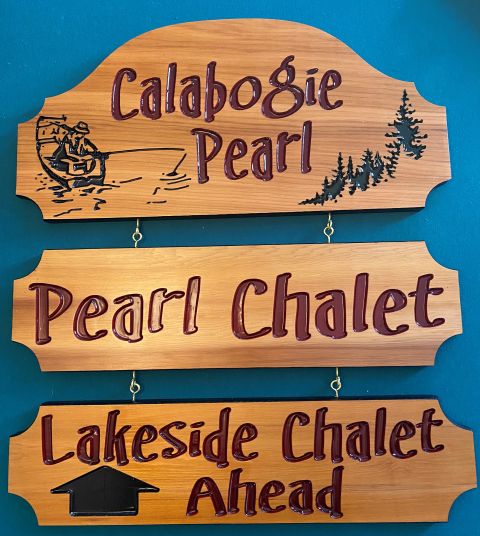 Calabogie
Pearl
Pearl Chalet
Lakeside Chalet
Ahead